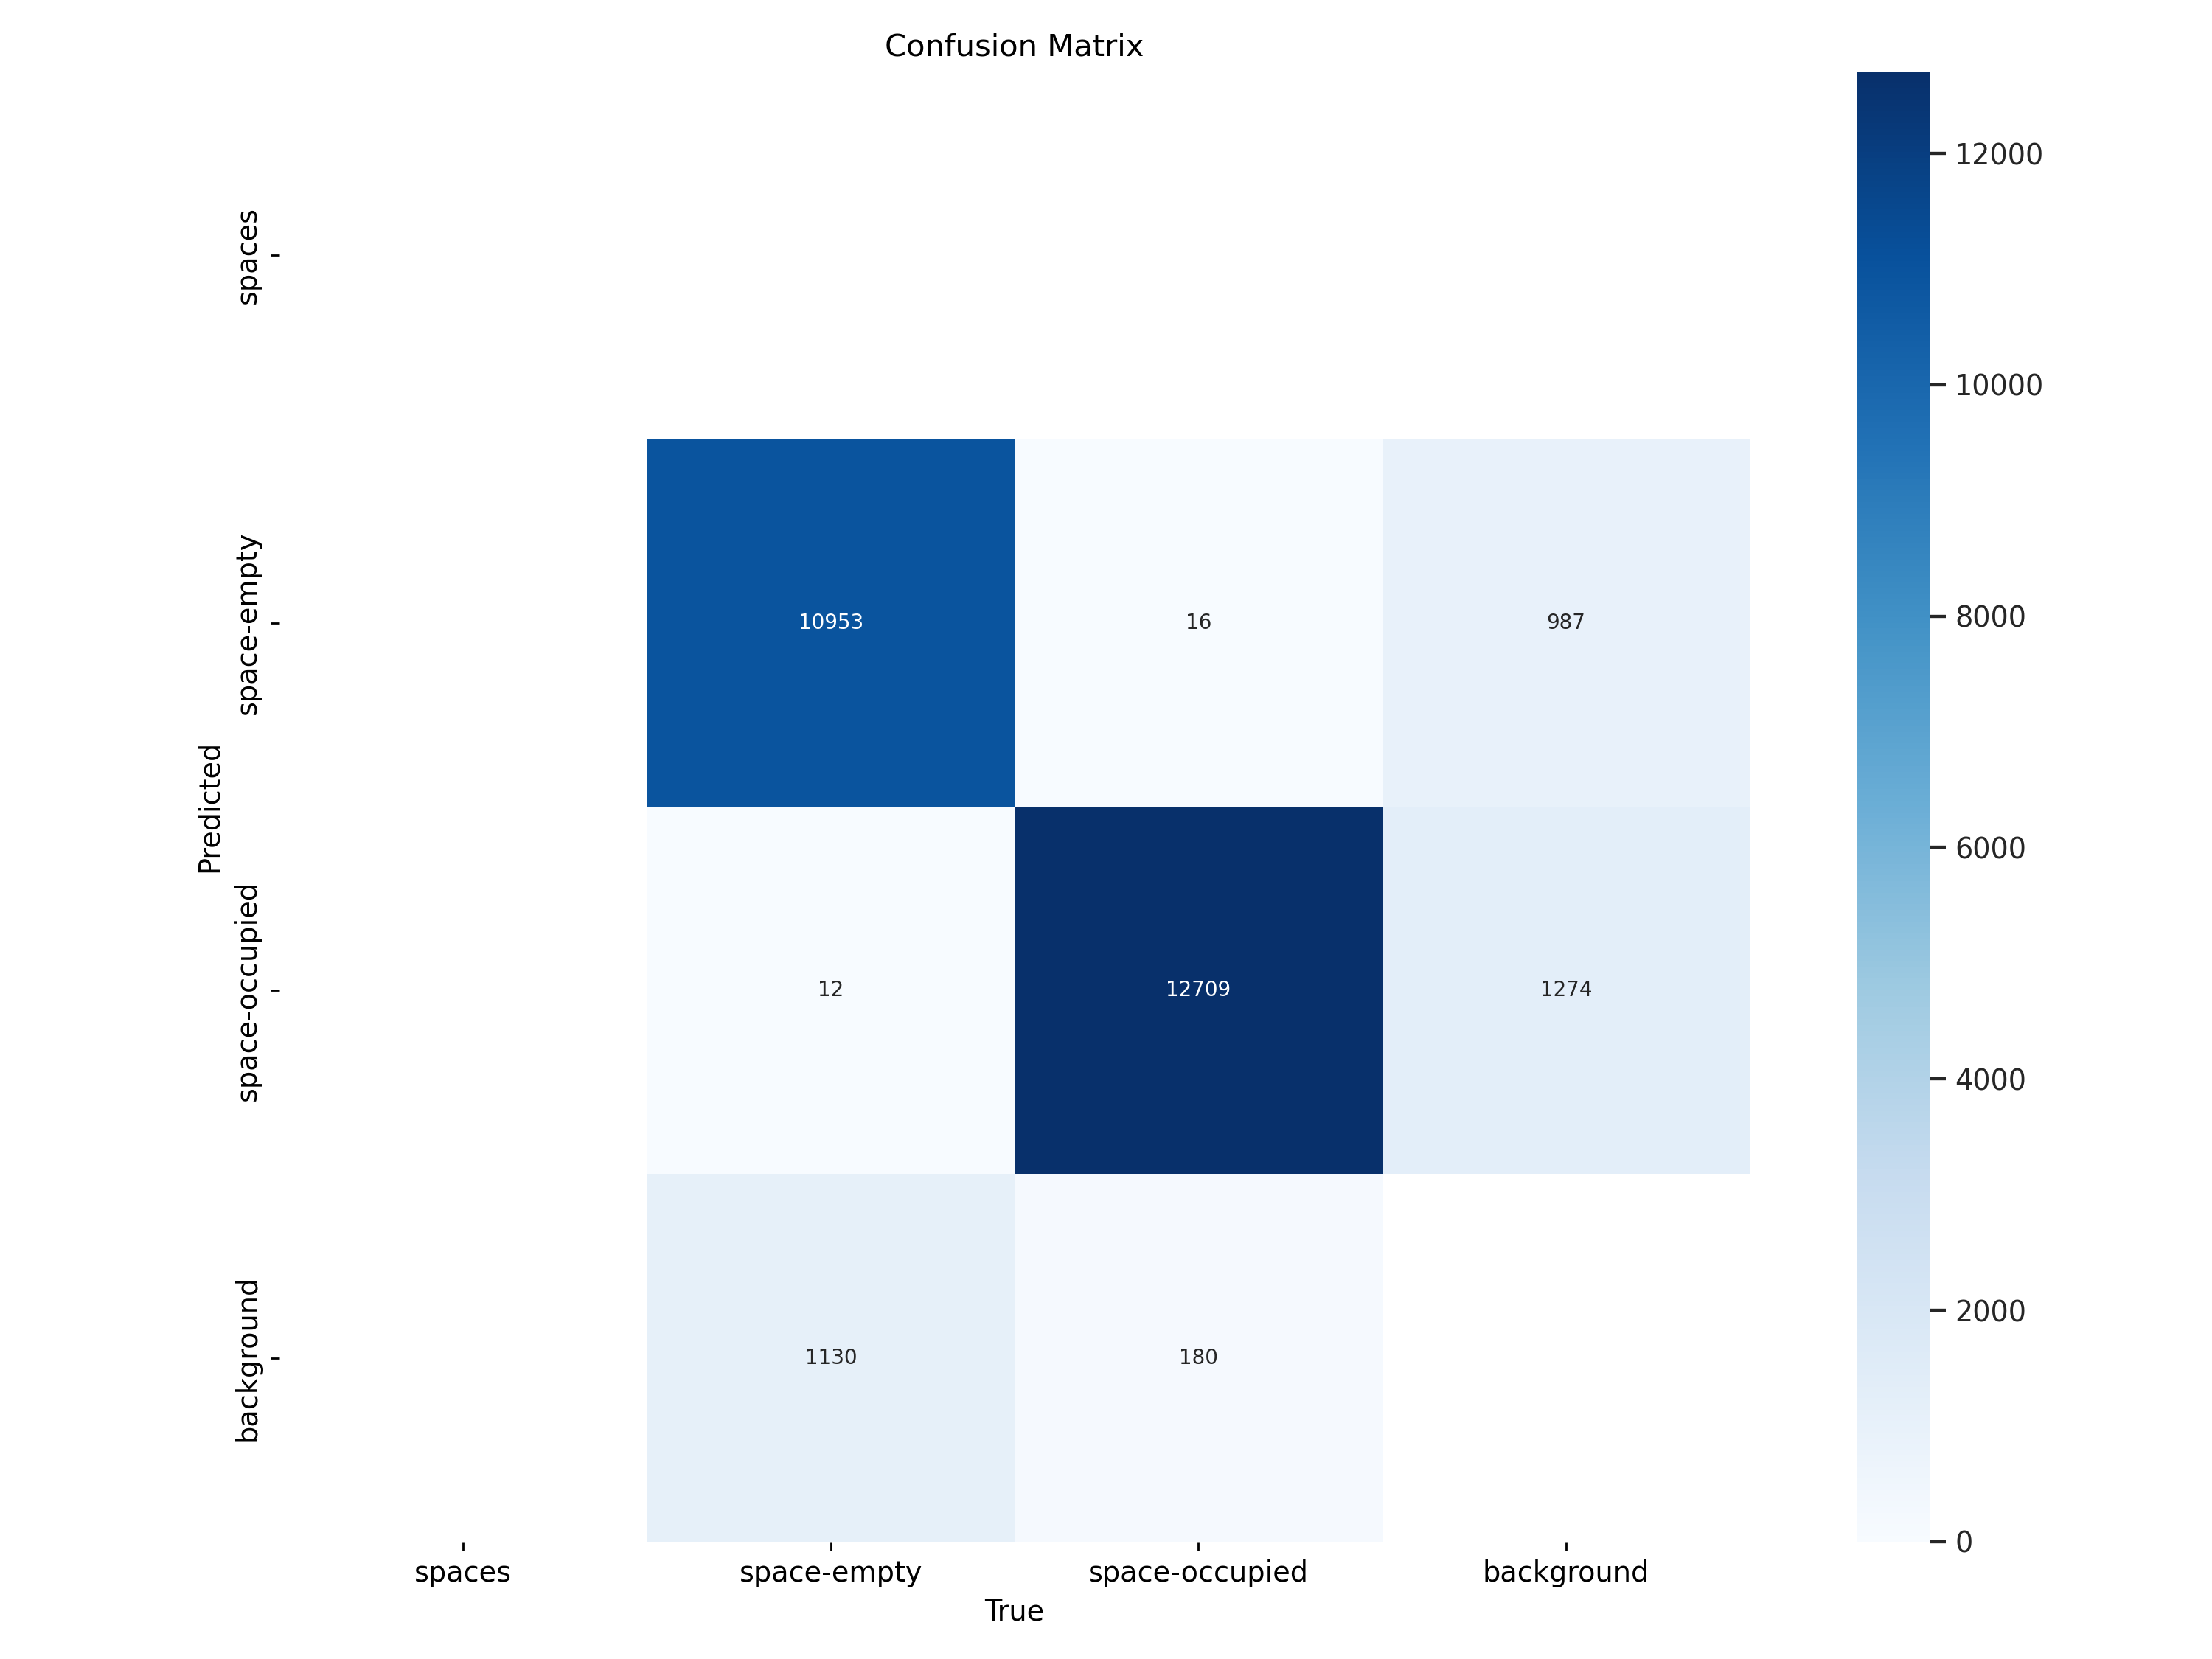 Confusion Matrix
12000
10000
8000
6000
4000
2000
0
Predicted
spaces
space-empty
10953
16
987
space-occupied
12
12709
1274
background
1130
180
spaces
space-empty
space-occupied
background
True